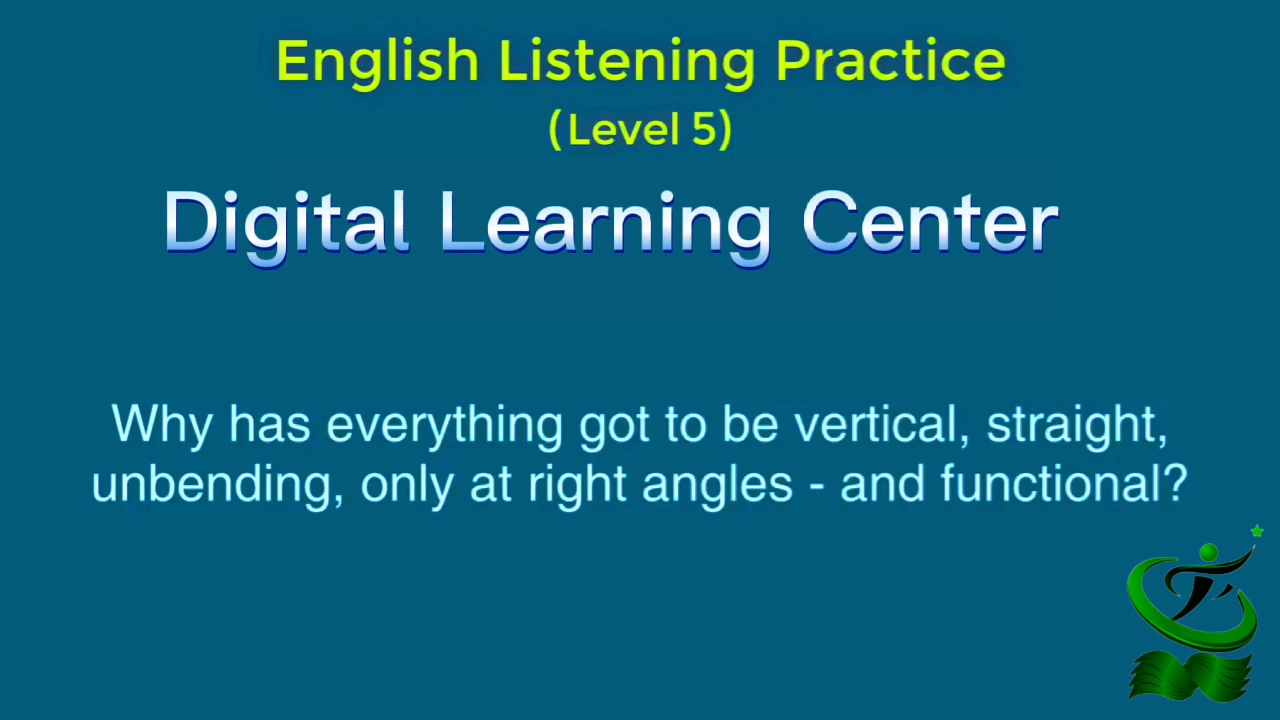 English Listening Practice
(Level 5)
Digital Learning Center
Why has everything got to be vertical, straight,
unbending, only at right angles - and functional?